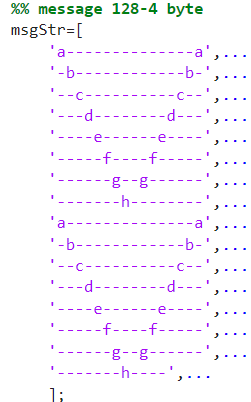 %% message 128-4 byte
msgStr=[
'a--------------a',...
'-b------------b-',...
'--c----------c--',...
'---d--------d---',...
'----e------e----',...
'-----f----f-----',...
'------g--g------',...
'-------h--------',...
'a--------------a',...
'-b------------b-',...
'--c----------c--',...
'---d--------d---',...
'----e------e----',...
'-----f----f-----',...
'------g--g------',...
'-------h----',...
];